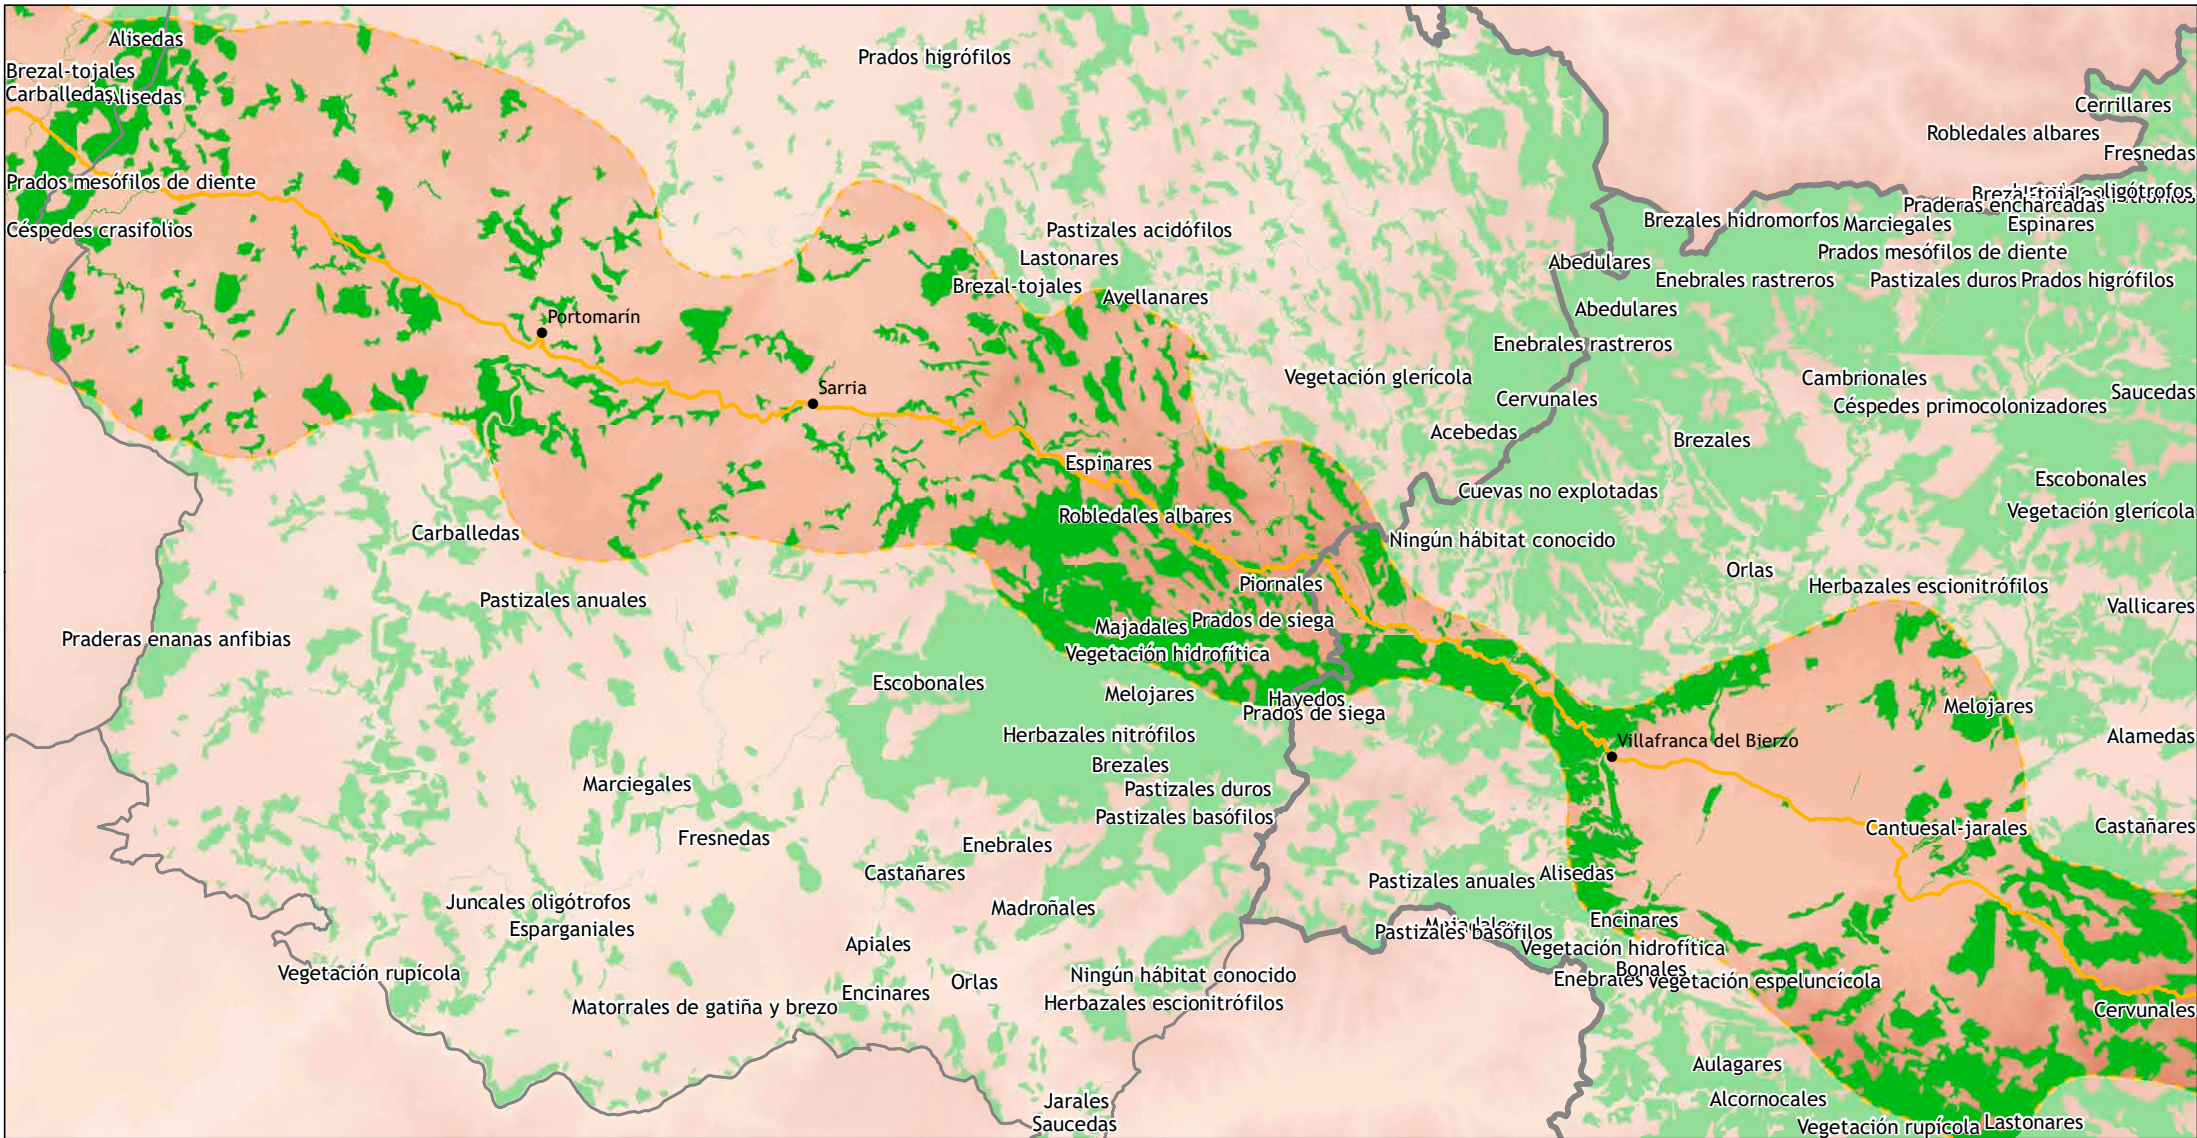 Alisedas
Prados higrófilos
Brezal-tojales
Carballedas
Alisedas
Cerrillares
Robledales albares
Fresnedas
Prados mesófilos de diente
Brezal-tojales
Praderas encharcadas
Céspedes crasifolios
Pastizales acidófilos
Brezales hidromorfos
Marciegales
Espinares
Lastonares
Prados mesófilos de diente
Abedulares
Brezal-tojales
Avellanares
Enebrales rastreros
Pastizales duros
Prados higrófilos
Portomarín
Abedulares
Enebrales rastreros
Sarria
Vegetación glerícola
Cambrionales
Saucedas
Cervunales
Céspedes primocolonizadores
Acebedas
Brezales
Espinares
Cuevas no explotadas
Escobonales
Robledales albares
Vegetación glerícola
Carballedas
Ningún hábitat conocido
Piornales
Orlas
Herbazales escionitrófilos
Pastizales anuales
Vallicares
Praderas enanas anfibias
Majadales
Prados de siega
Vegetación hidrofítica
Escobonales
Melojares
Hayedos
Prados de siega
Melojares
Herbazales nitrófilos
Villafranca del Bierzo
Alamedas
Brezales
Marciegales
Pastizales duros
Pastizales basófilos
Fresnedas
Enebrales
Cantuesal-jarales
Castañares
Castañares
Pastizales anuales
Alisedas
Juncales oligótrofos
Madroñales
Esparganiales
Encinares
Pastizales basófilos
Apiales
Vegetación hidrofítica
Vegetación rupícola
Ningún hábitat conocido
Bonales
Orlas
Enebrales
Vegetación espeluncícola
Encinares
Matorrales de gatiña y brezo
Herbazales escionitrófilos
Cervunales
Aulagares
Jarales
Alcornocales
Saucedas
Vegetación rupícola
Lastonares